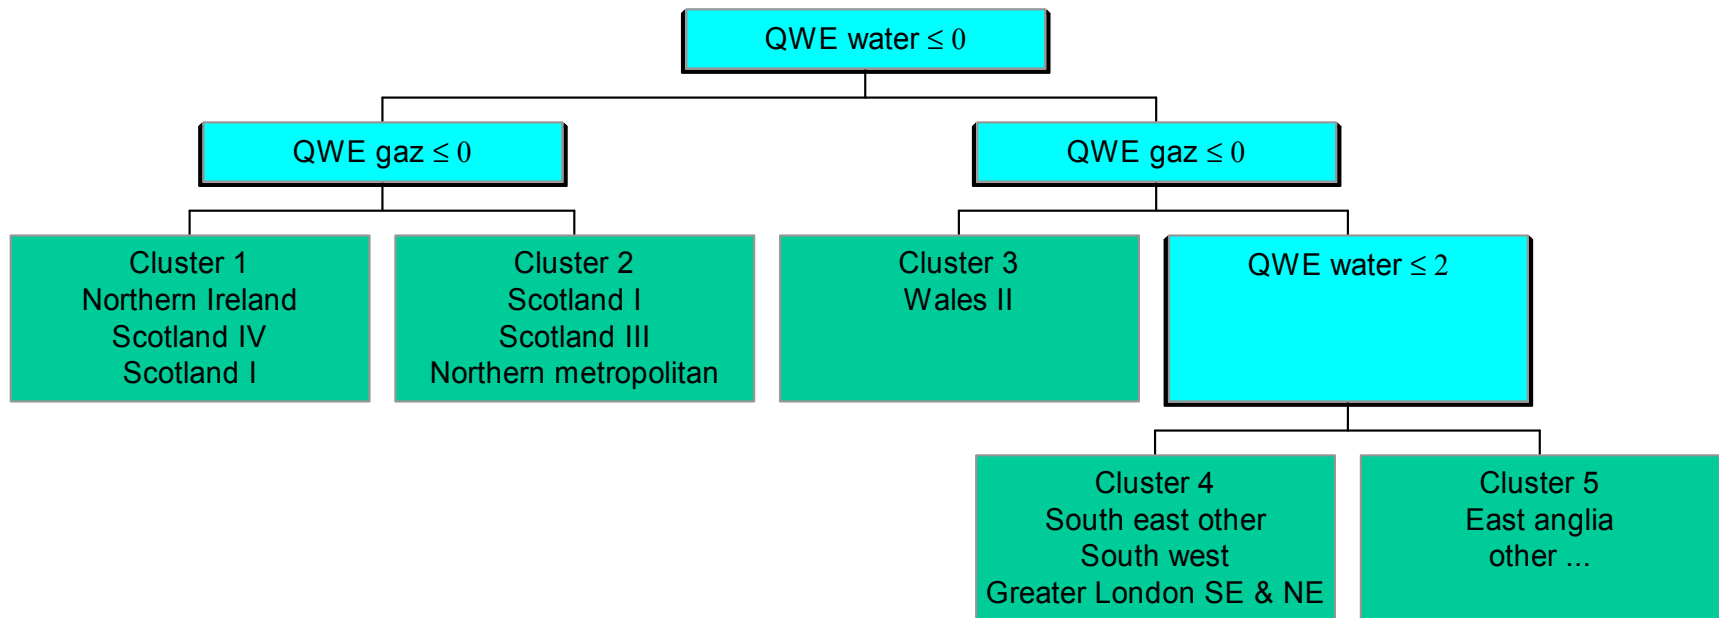 QWE water ≤ 0
QWE gaz ≤ 0
QWE gaz ≤ 0
Cluster 1
Northern Ireland
Scotland IV
Scotland I
Cluster 2
Scotland I
Scotland III
Northern metropolitan
Cluster 3
Wales II
QWE water ≤ 2
Cluster 4
South east other
South west
Greater London SE & NE
Cluster 5
East anglia
other ...